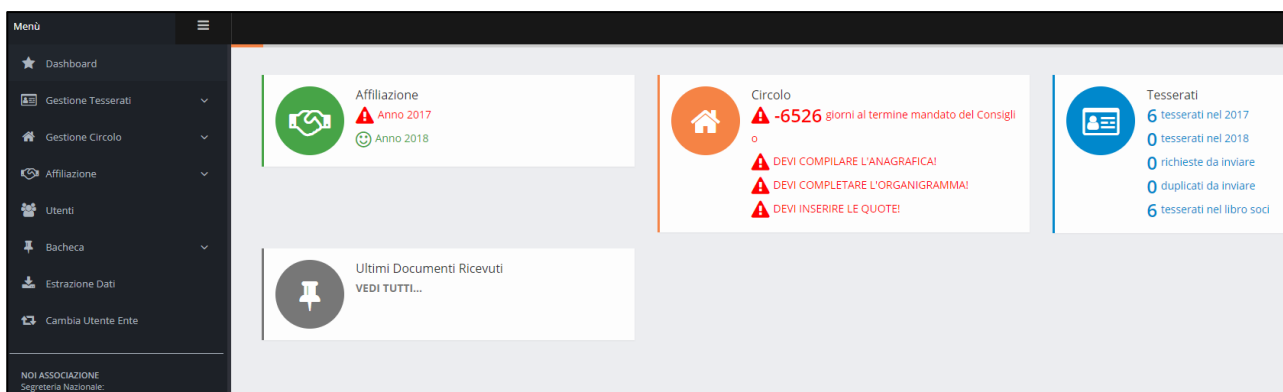 Menù
Dashboard
Gestione Tesserati
Gestione Circolo
Affiliazione
Utenti
Bacheca
Estrazione Dati
Cambia Utente Ente
NOI ASSOCIAZIONE
Segreteria Nazionale:
Affiliazione
Anno 2017
Anno 2018
Circolo
-6526 giorni al termine mandato del Consigli
o
DEVI COMPILARE L'ANAGRAFICA!
DEVI COMPLETARE L'ORGANIGRAMMA!
DEVI INSERIRE LE QUOTE!
Tesserati
6 tesserati nel 2017
0 tesserati nel 2018
0 richieste da inviare
0 duplicati da inviare
6 tesserati nel libro soci
Ultimi Documenti Ricevuti
VEDI TUTTI...